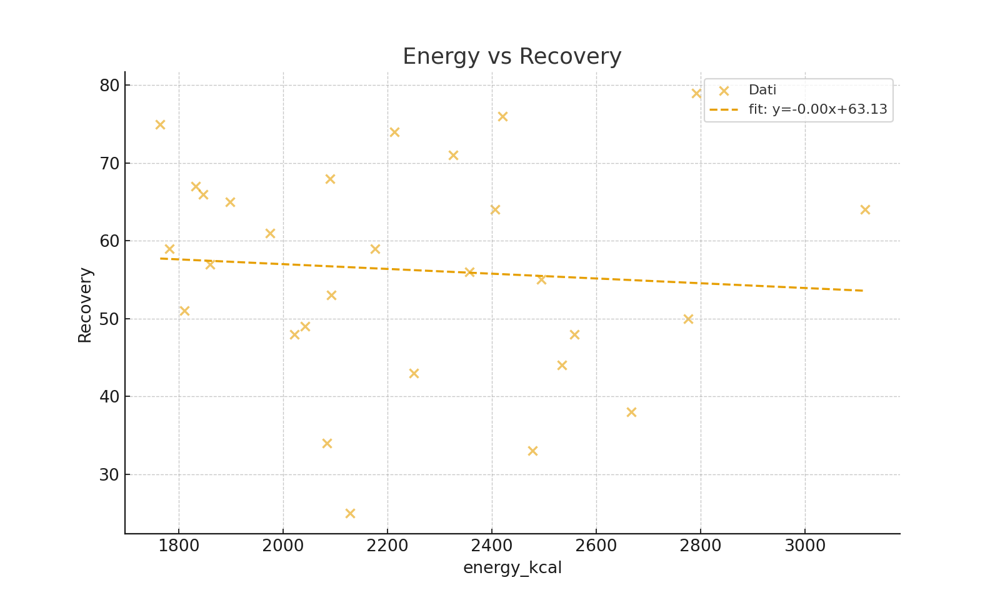 Energy vs Recovery
Dati
fit: y=-0.00x+63.13
80
70
60
50
40
30
Recovery
1800 2000 2200 2400 2600 2800 3000
energy_kcal